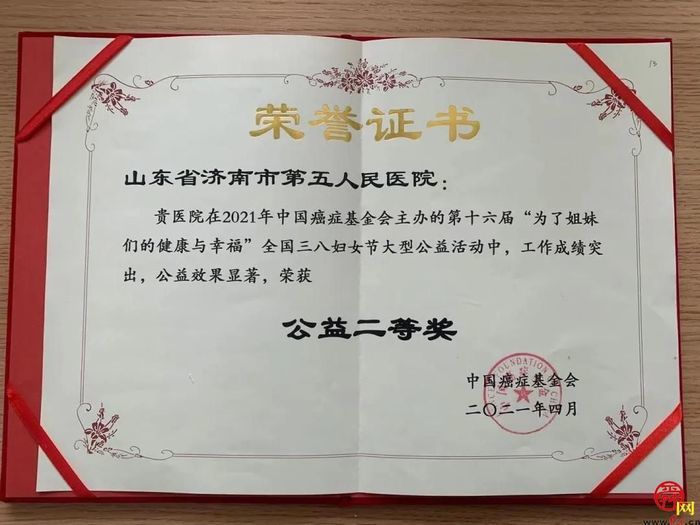 荣誉证书
山东省济南市第五人民医院：
贵医院在2021年中国癌症基金会主办的第十六届“为了姐妹
们的健康与幸福”全国三八妇女节大型公益活动中，工作成绩突
出，公益效果显著，荣获
公益二等奖
中国癌症基金会
二〇二一年四月
网